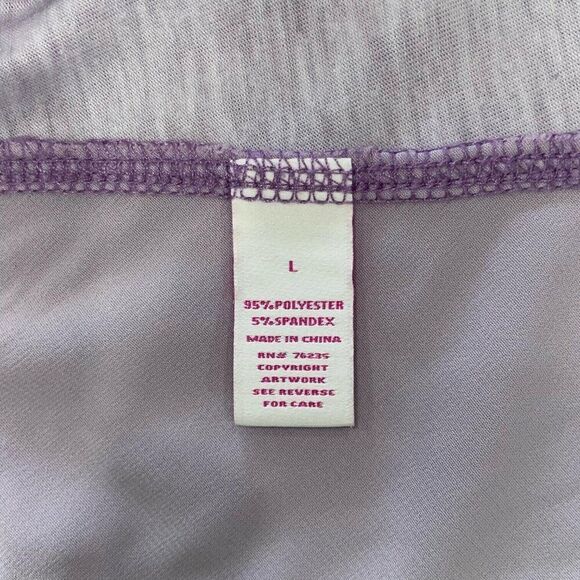 L
95%POLYESTER
5%SPANDEX
MADE IN CHINA
RN# 76235
COPYRIGHT
ARTWORK
SEE REVERSE
FOR CARE